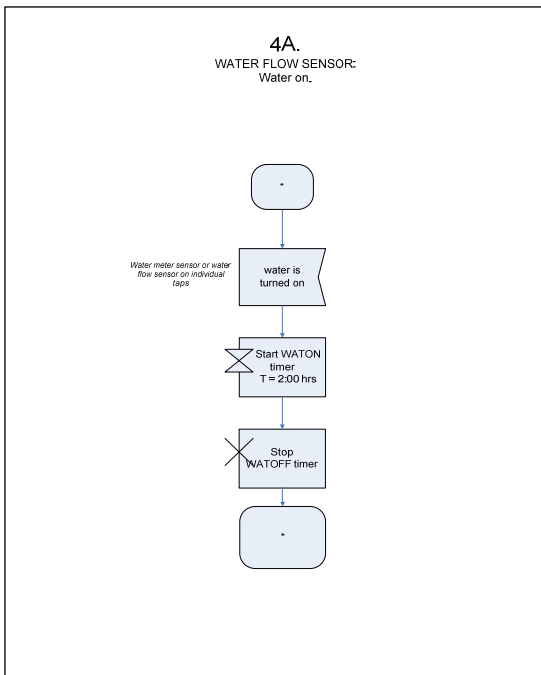 4A.
WATER FLOW SENSOR:
Water on.
*
Water meter sensor or water
flow sensor on individual
taps
water is
turned on
Start WATON
timer
T = 2:00 hrs
Stop
WATOFF timer
*